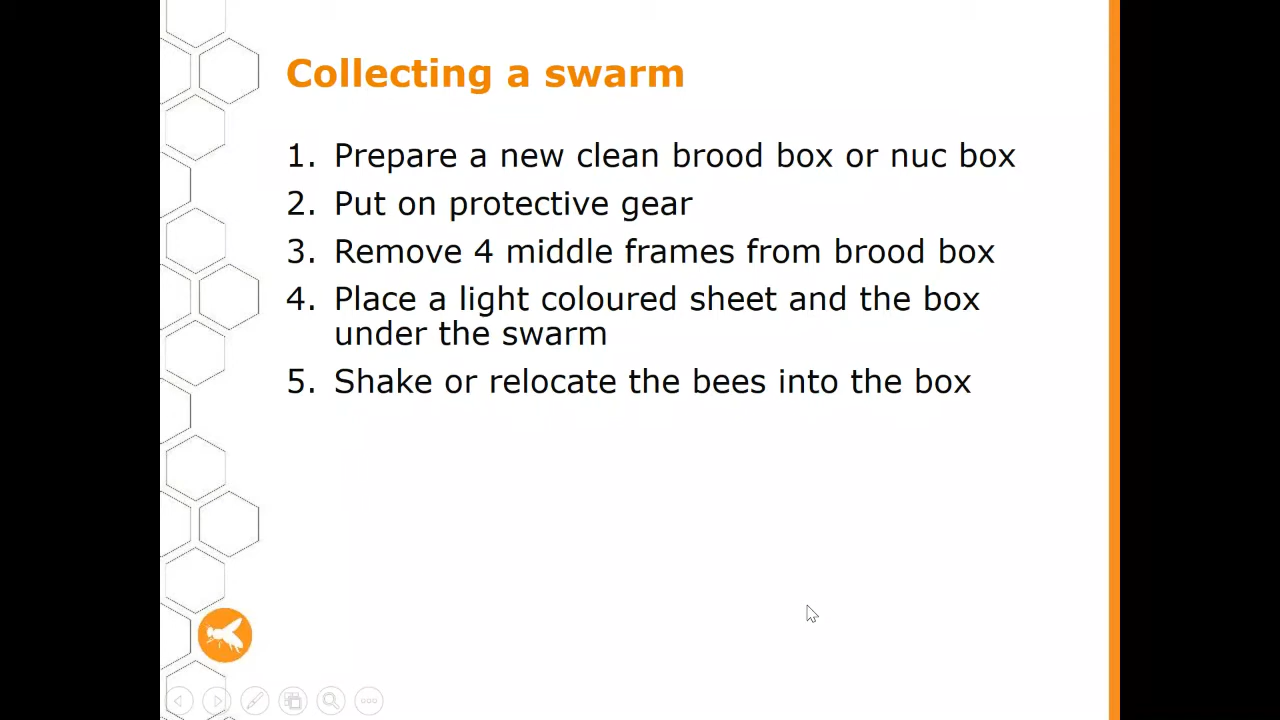 Collecting a swarm
1. Prepare a new clean brood box or nuc box
2. Put on protective gear
3. Remove 4 middle frames from brood box
4. Place a light coloured sheet and the box
under the swarm
5. Shake or relocate the bees into the box